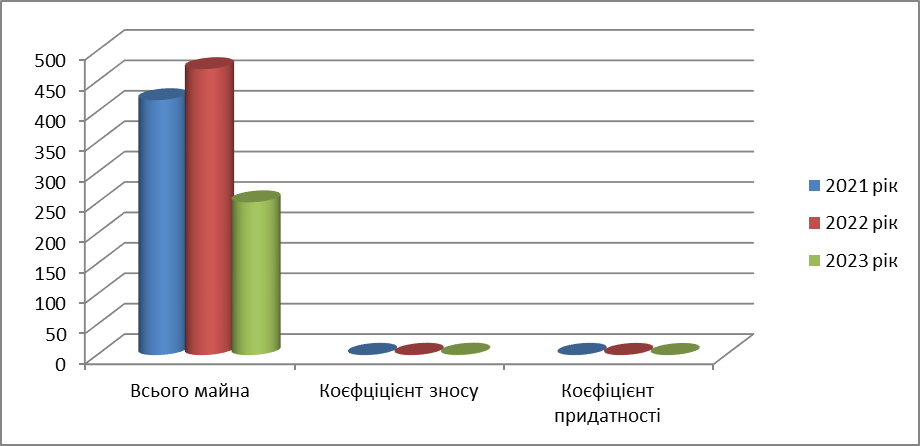 500
450
400
350
300
250
200
150
100
50
0
Всього майна
Коєфціцієнт зносу
Коєфіцієнт
придатності
2021 рік
2022 рік
2023 рік